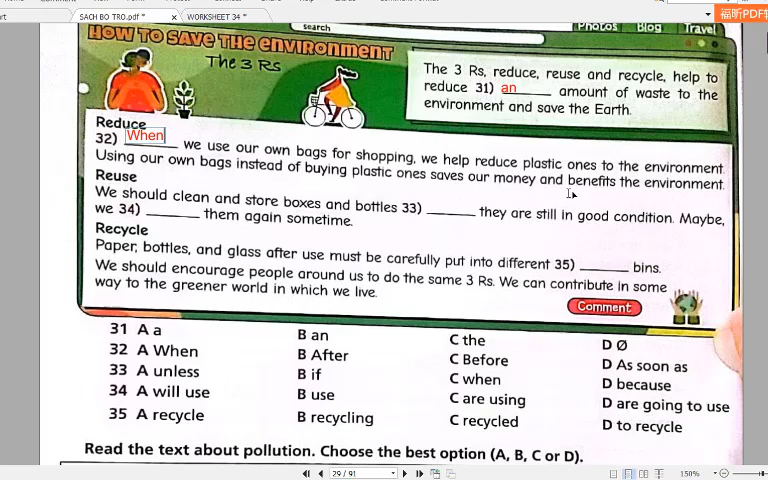 SACH BO TRO.pdf * × WORKSHEET 34 * 福昕PDF
search
Photos Blog Travel
HOW TO SAVE THE ENVIRONMENT
The 3 Rs
The 3 Rs, reduce, reuse and recycle, help to
reduce 31) an____ amount of waste to the
environment and save the Earth.
Reduce
32) When____ we use our own bags for shopping, we help reduce plastic ones to the environment.
Using our own bags instead of buying plastic ones saves our money and benefits the environment.
Reuse
We should clean and store boxes and bottles 33) ______ they are still in good condition. Maybe,
we 34) ______ them again sometime.
Recycle
Paper, bottles, and glass after use must be carefully put into different 35) ______ bins.
We should encourage people around us to do the same 3 Rs. We can contribute in some
way to the greener world in which we live.
Comment
31 A a B an C the D Ø
32 A When B After C Before D As soon as
33 A unless B if C when D because
34 A will use B use C are using D are going to use
35 A recycle B recycling C recycled D to recycle
Read the text about pollution. Choose the best option (A, B, C or D).
29 / 91 150%